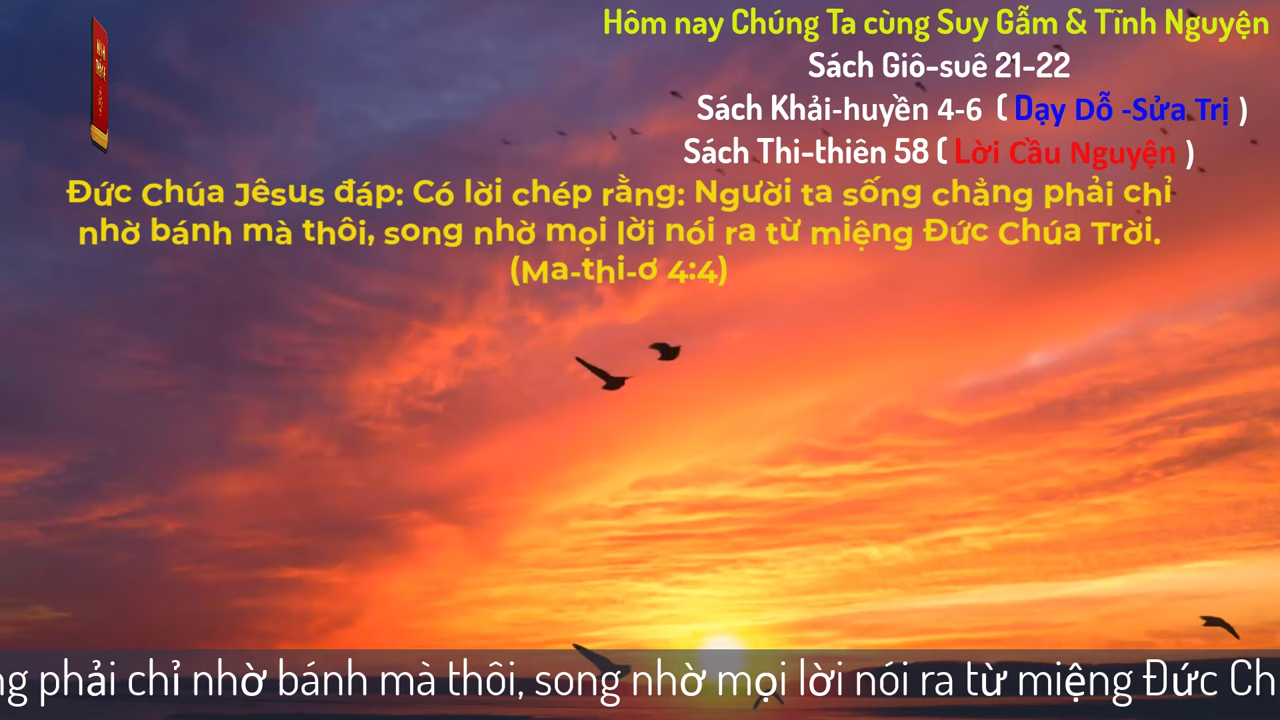 Hôm nay Chúng Ta cùng Suy Gẫm & Tĩnh Nguyện
Sách Giô-suê 21-22
Sách Khải-huyền 4-6 ( Dạy Dỗ -Sửa Trị )
Sách Thi-thiên 58 ( Lời Cầu Nguyện )
Đức Chúa Jêsus đáp: Có lời chép rằng: Người ta sống chẳng phải chỉ
nhờ bánh mà thôi, song nhờ mọi lời nói ra từ miệng Đức Chúa Trời.
(Ma-thi-ơ 4:4)
ng phải chỉ nhờ bánh mà thôi, song nhờ mọi lời nói ra từ miệng Đức Ch